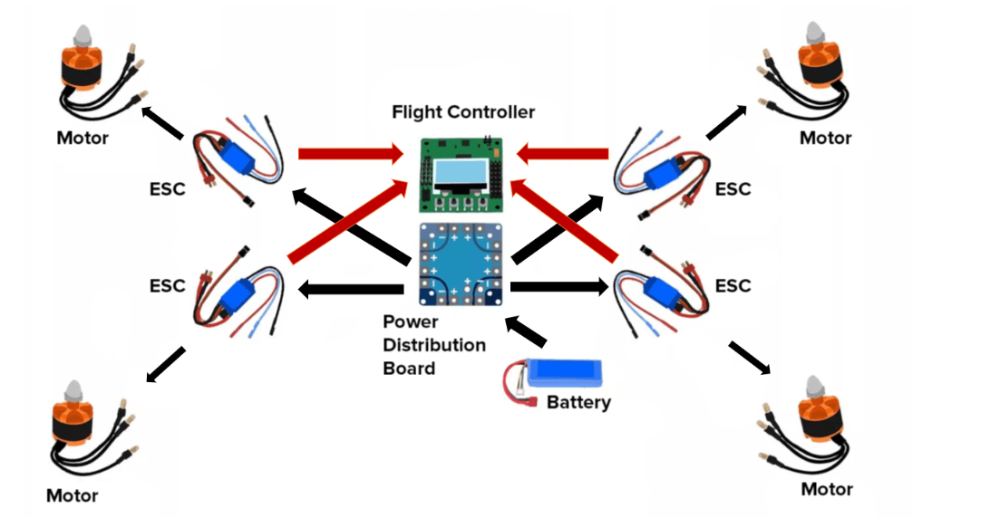 Flight Controller
Motor
Motor
ESC
ESC
ESC
ESC
Power
Distribution
Board
Battery
Motor
Motor